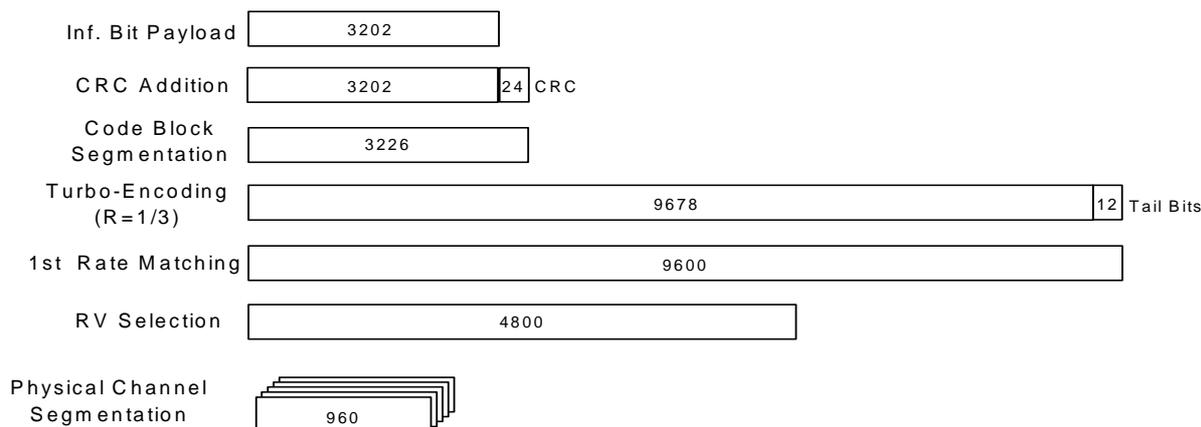 Inf. Bit Payload 3202
CRC Addition 3202 24 CRC
Code Block
Segmentation 3226
Turbo-Encoding
(R=1/3) 9678 12 Tail Bits
1st Rate Matching 9600
RV Selection 4800
Physical Channel
Segmentation 960